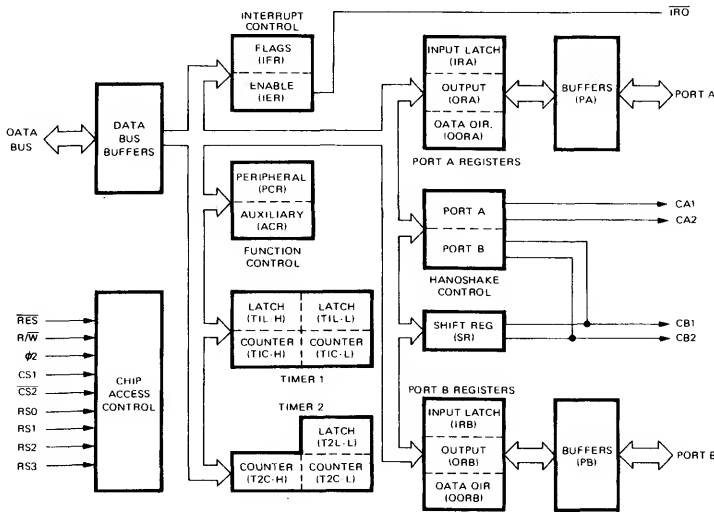 INTERRUPT
CONTROL
FLAGS
(IFR)
ENABLE
(IER)
IRQ
INPUT LATCH
(IRA)
OUTPUT
(ORA)
OATA OIR.
(OORA)
PORT A REGISTERS
BUFFERS
(PA)
PORT A
OATA
BUS
DATA
BUS
BUFFERS
PERIPHERAL
(PCR)
AUXILIARY
(ACR)
FUNCTION
CONTROL
PORT A
PORT B
HANOSHAKE
CONTROL
CA1
CA2
RES
R/W
ϕ2
CS1
CS2
RS0
RS1
RS2
RS3
CHIP
ACCESS
CONTROL
LATCH
(TIL-H)
LATCH
(TIL-L)
COUNTER
(TIC-H)
COUNTER
(TIC-L)
TIMER 1
SHIFT REG
(SR)
CB1
CB2
TIMER 2
LATCH
(T2L-L)
COUNTER
(T2C-H)
COUNTER
(T2C-L)
PORT B REGISTERS
INPUT LATCH
(IRB)
OUTPUT
(ORB)
OATA OIR
(OORB)
BUFFERS
(PB)
PORT B